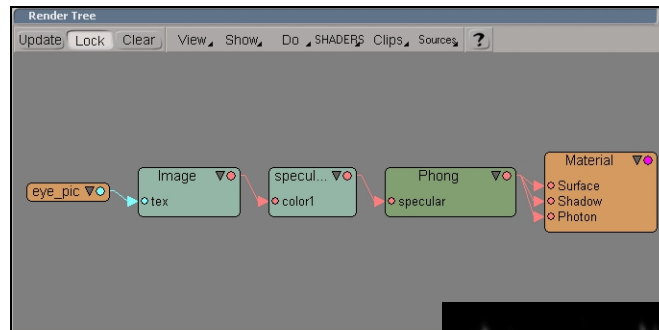 Render Tree
Update Lock Clear View Show Do SHADERS Clips Sources ?
eye_pic
Image
tex
specul...
color1
Phong
specular
Material
Surface
Shadow
Photon